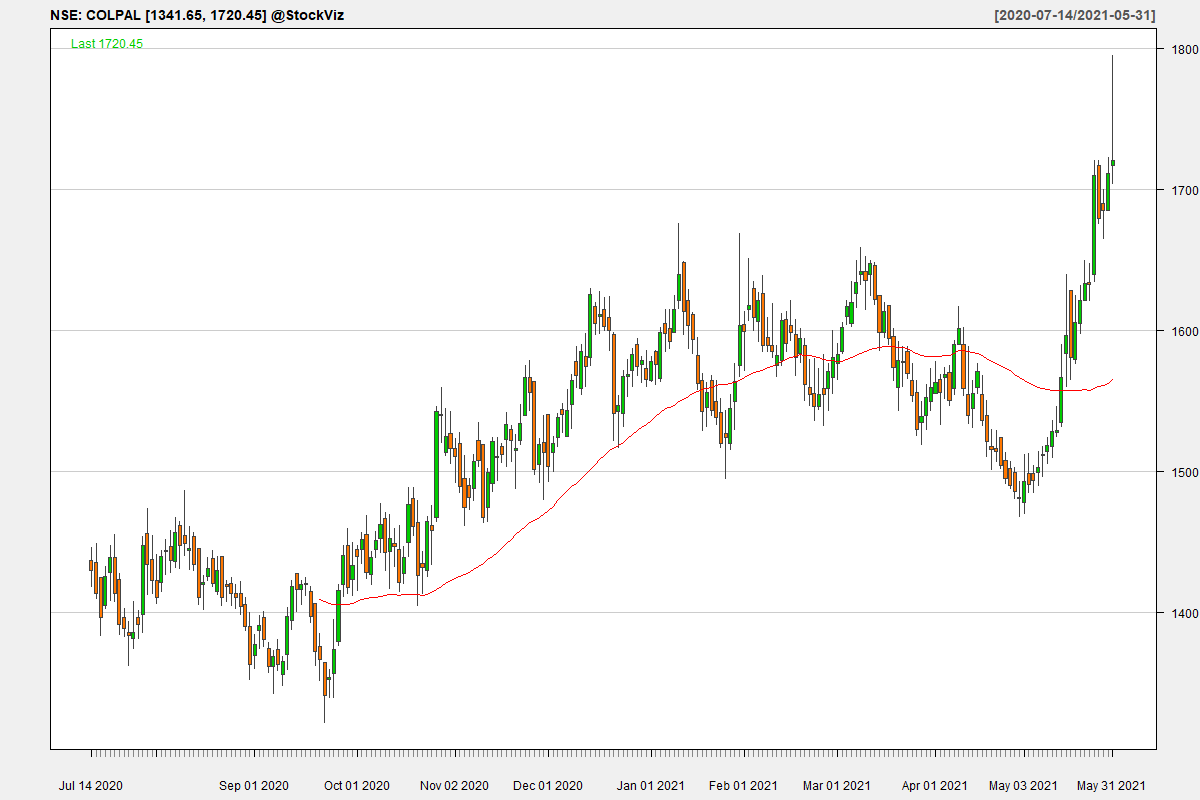 NSE: COLPAL [1341.65, 1720.45] @StockViz [2020-07-14/2021-05-31]
Last 1720.45
1800
1700
1600
1500
1400
Jul 14 2020 Sep 01 2020 Oct 01 2020 Nov 02 2020 Dec 01 2020 Jan 01 2021 Feb 01 2021 Mar 01 2021 Apr 01 2021 May 03 2021 May 31 2021